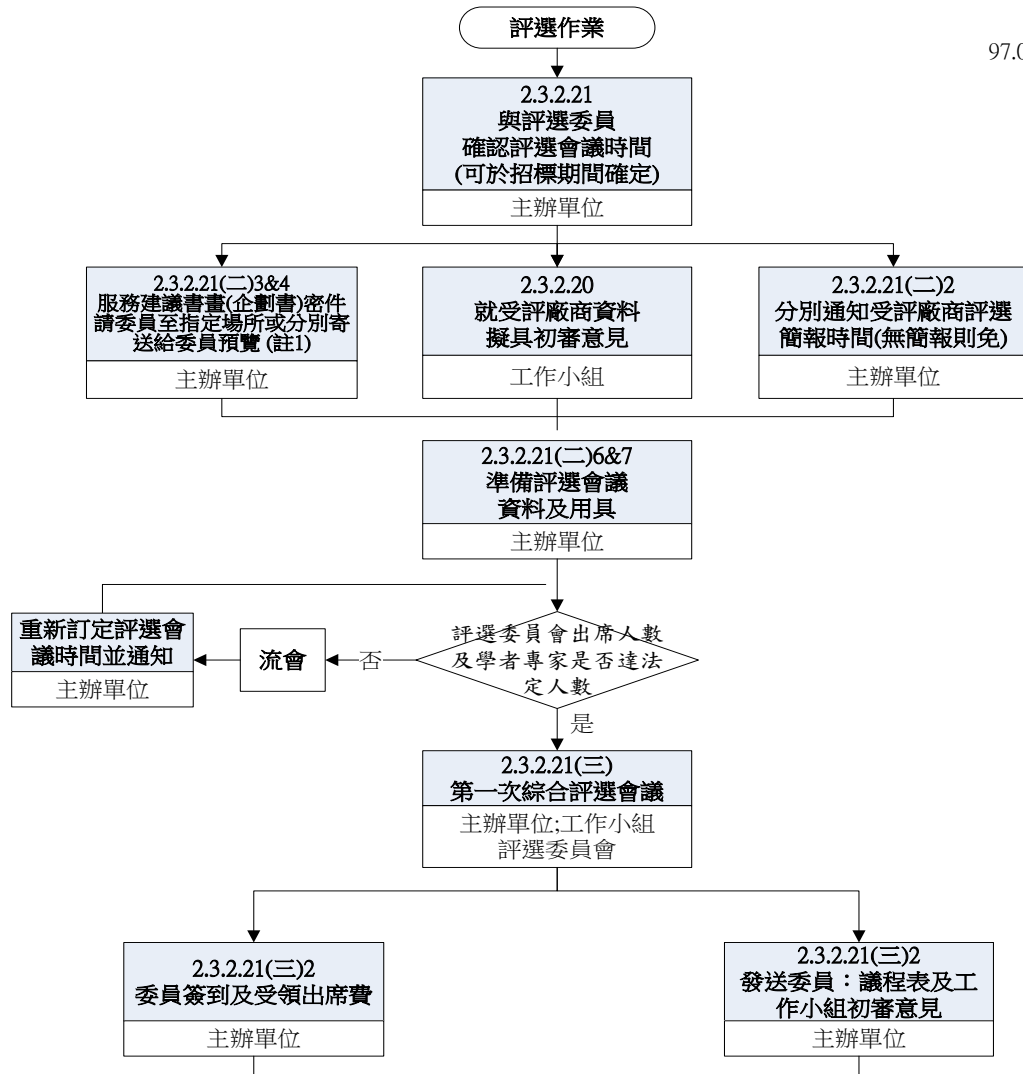 評選作業
97.0
2.3.2.21
與評選委員
確認評選會議時間
(可於招標期間確定)
主辦單位
2.3.2.21(二)3&4
服務建議書畫(企劃書)密件
請委員至指定場所或分別寄
送給委員預覽 (註1)
主辦單位
2.3.2.20
就受評廠商資料
擬具初審意見
工作小組
2.3.2.21(二)2
分別通知受評廠商評選
簡報時間(無簡報則免)
主辦單位
2.3.2.21(二)6&7
準備評選會議
資料及用具
主辦單位
重新訂定評選會
議時間並通知
主辦單位
流會
否
評選委員會出席人數
及學者專家是否達法
定人數
是
2.3.2.21(三)
第一次綜合評選會議
主辦單位;工作小組
評選委員會
2.3.2.21(三)2
委員簽到及受領出席費
主辦單位
2.3.2.21(三)2
發送委員：議程表及工
作小組初審意見
主辦單位